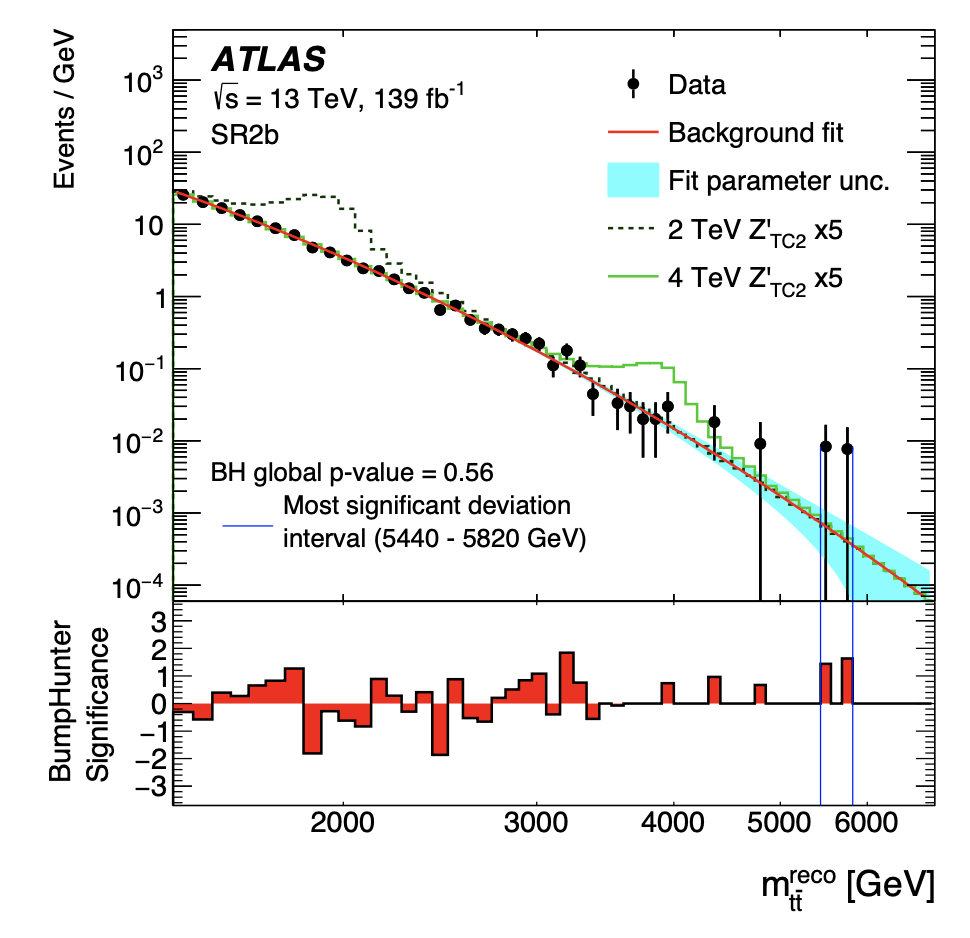 Events / GeV
10³
10²
10
1
10⁻¹
10⁻²
10⁻³
10⁻⁴
ATLAS
√s = 13 TeV, 139 fb⁻¹
SR2b
Data
Background fit
Fit parameter unc.
2 TeV Z'TC2 x5
4 TeV Z'TC2 x5
BH global p-value = 0.56
Most significant deviation
interval (5440 - 5820 GeV)
BumpHunter
Significance
3
2
1
0
−1
−2
−3
2000 3000 4000 5000 6000
m_{tt̄}^{reco} [GeV]